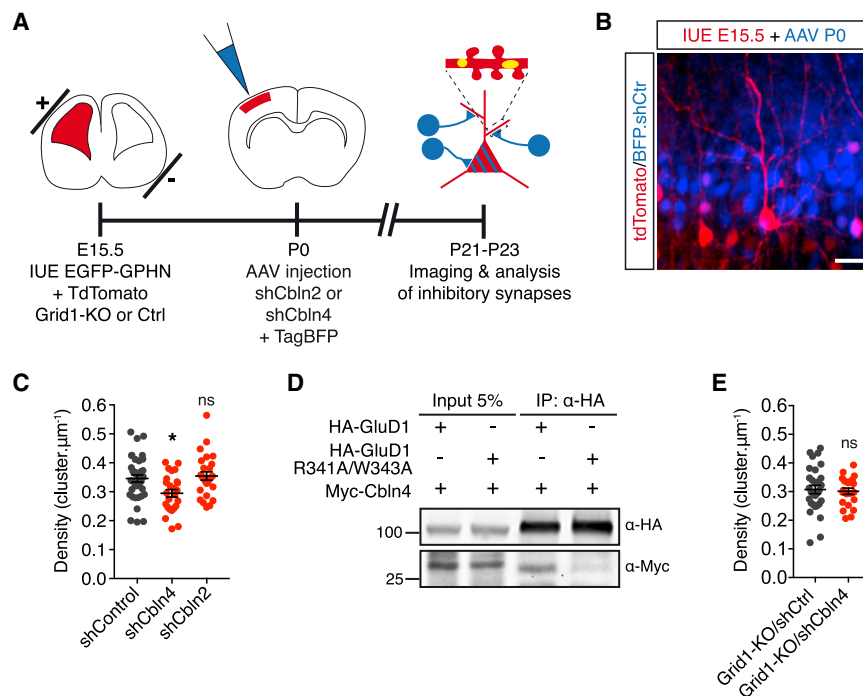 A
+
-
E15.5
IUE EGFP-GPHN
+ TdTomato
Grid1-KO or Ctrl
P0
AAV injection
shCbln2 or
shCbln4
+ TagBFP
P21-P23
Imaging & analysis
of inhibitory synapses
B
IUE E15.5 + AAV P0
tdTomato/BFP.shCtr
C
Density (cluster.µm⁻¹)
0.6
0.5
0.4
0.3
0.2
0.1
0.0
*
ns
shControl
shCbln4
shCbln2
D
Input 5% IP: α-HA
HA-GluD1 + - + -
HA-GluD1
R341A/W343A - + - +
Myc-Cbln4 + + + +
100
α-HA
25
α-Myc
E
Density (cluster.µm⁻¹)
0.6
0.5
0.4
0.3
0.2
0.1
0.0
ns
Grid1-KO/shCtrl
Grid1-KO/shCbln4